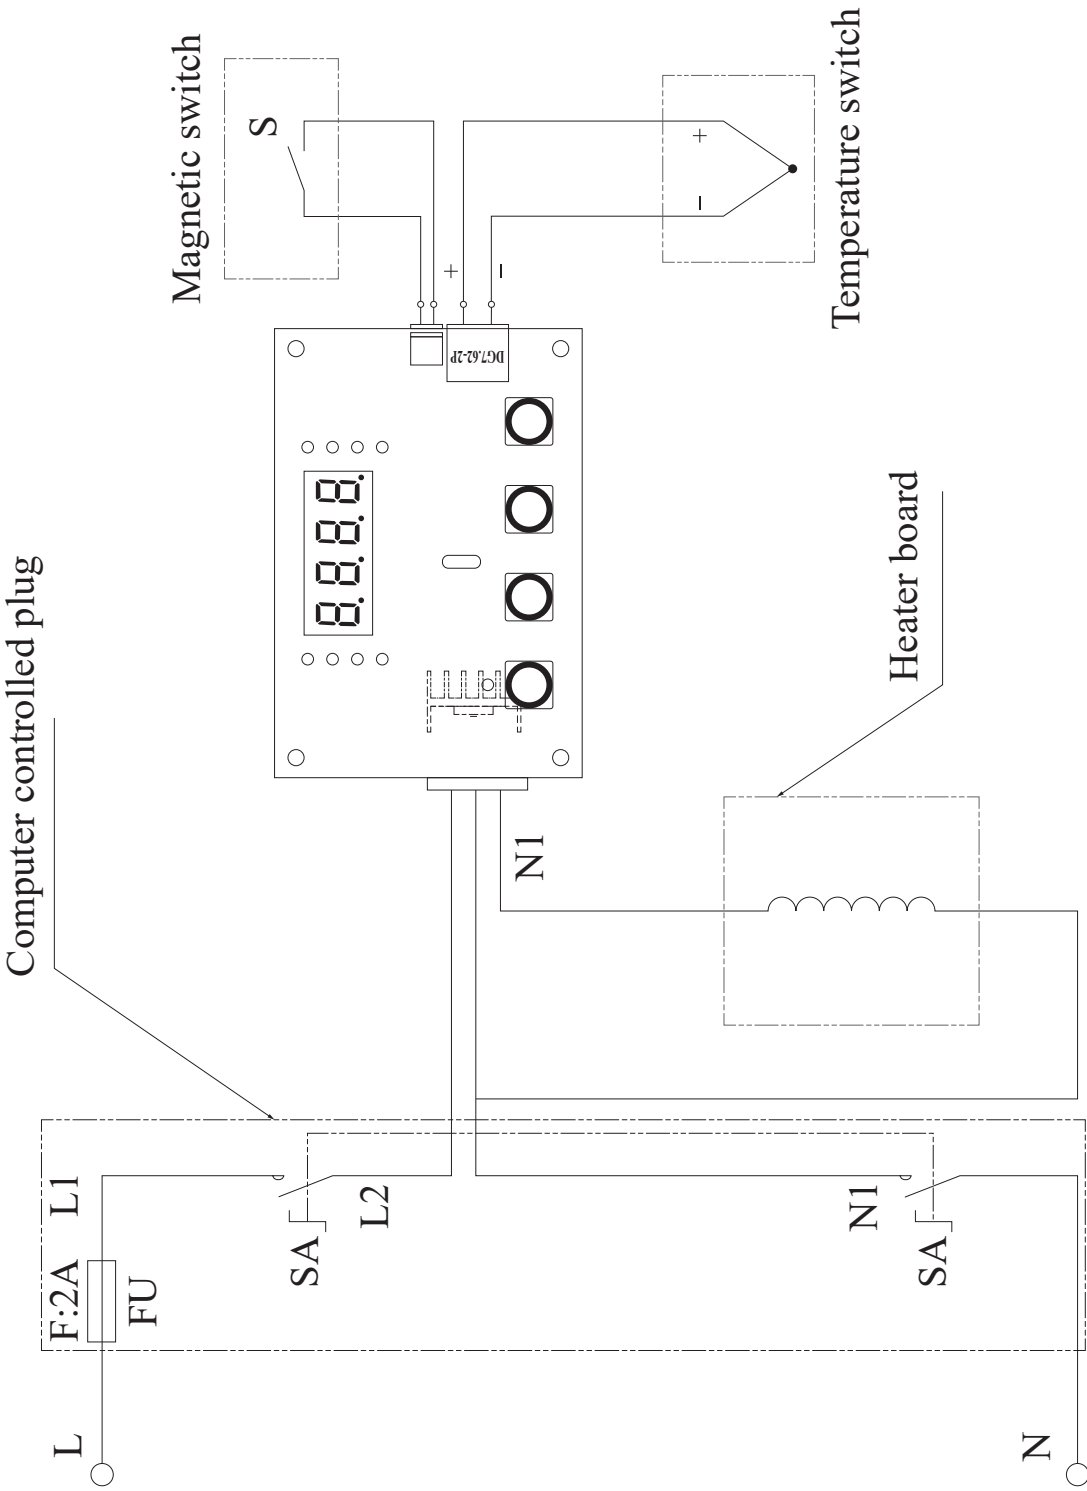 Computer controlled plug
L
F:2A
L1
FU
Magnetic switch
S
SA
L2
8.8.8.8.
+
DG7.62-2P
−
N1
− +
Temperature switch
N1
Heater board
SA
N